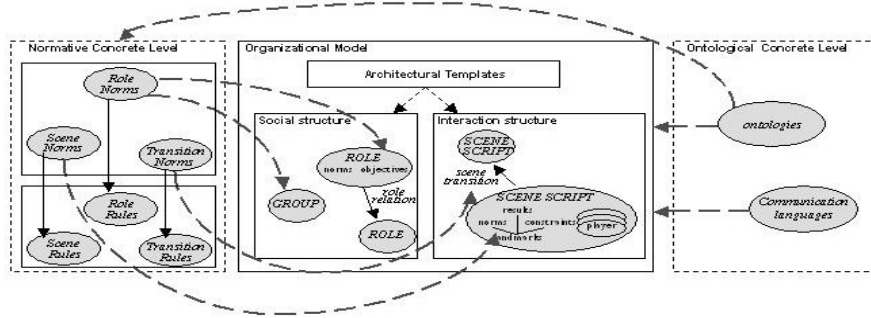 Normative Concrete Level
Role
Norms
Scene
Norms
Transition
Norms
Role
Rules
Scene
Rules
Transition
Rules
Organizational Model
Architectural Templates
Social structure
ROLE
norms objectives
role
relation
GROUP
ROLE
Interaction structure
SCENE
SCRIPT
scene
transition
SCENE SCRIPT
results
norms constraints
landmarks
player
Ontological Concrete Level
ontologies
Communication
languages